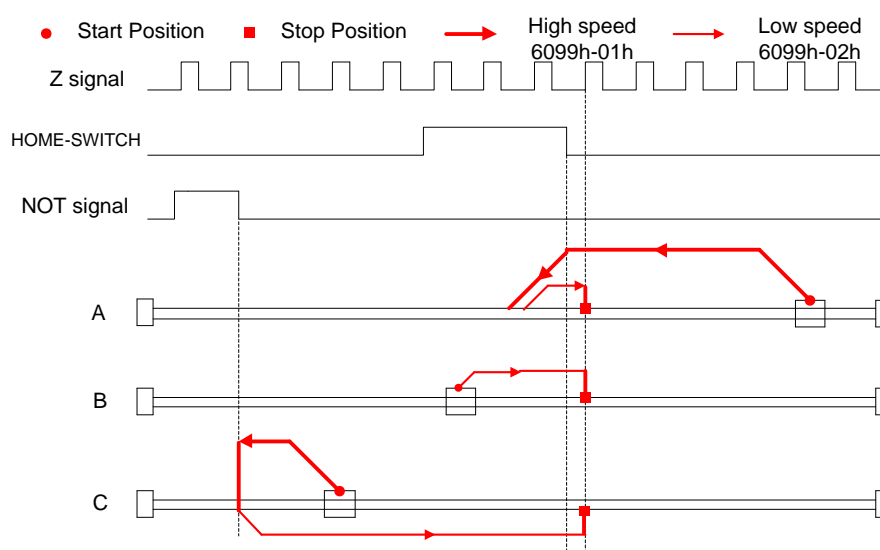 Start Position
Stop Position
High speed
6099h-01h
Low speed
6099h-02h
Z signal
HOME-SWITCH
NOT signal
A
B
C